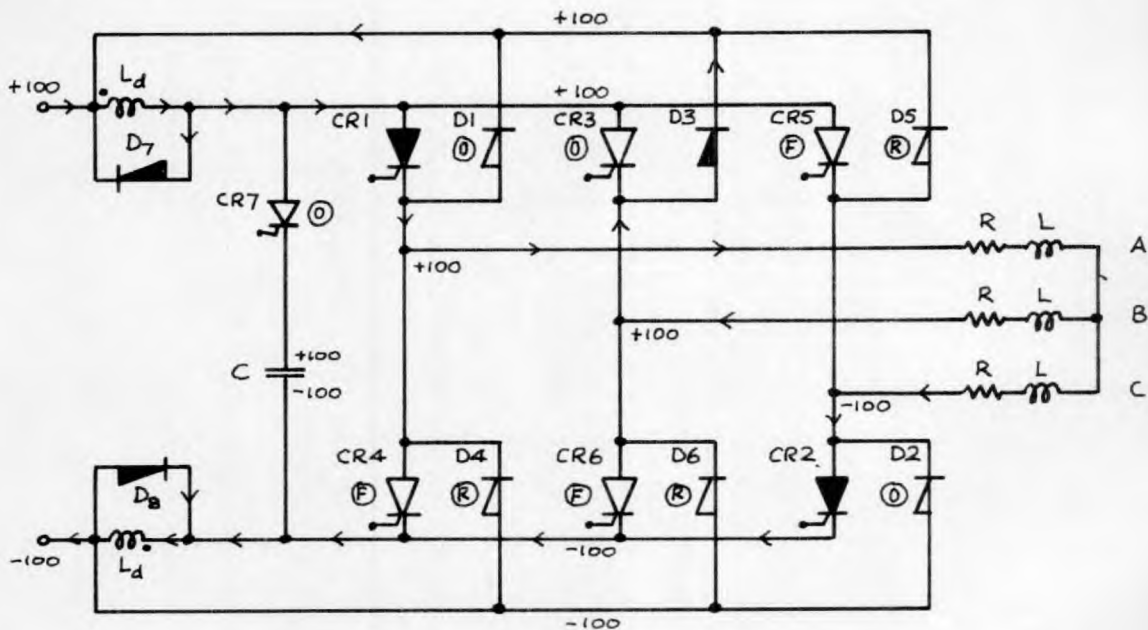 +100
+100 Ld +100
CR1 D1 CR3 D3 CR5 D5
D7 O O F R
CR7 O
R L A
+100
R L B
+100
C +100 R L C
-100 -100
CR4 D4 CR6 D6 CR2 D2
D8 F R F R O
-100 Ld -100
-100